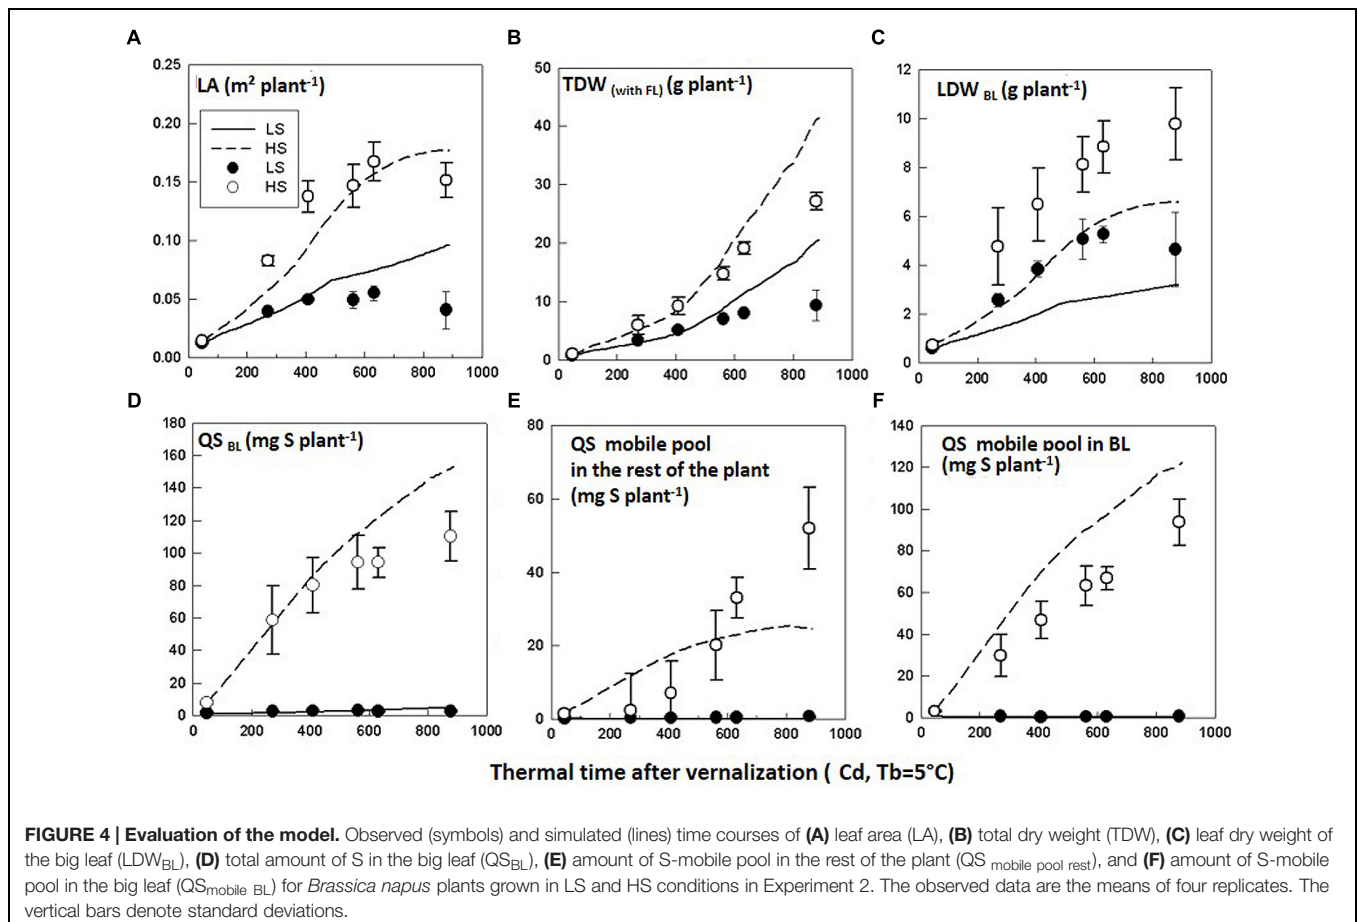 A
B
C
0.25
0.20
0.15
0.10
0.05
0.00
LA (m² plant⁻¹)
LS
HS
LS
HS
0 200 400 600 800 1000
50
40
30
20
10
0
TDW (with FL) (g plant⁻¹)
0 200 400 600 800 1000
12
10
8
6
4
2
0
LDW BL (g plant⁻¹)
0 200 400 600 800 1000
D
E
F
180
160
140
120
100
80
60
40
20
0
QS BL (mg S plant⁻¹)
0 200 400 600 800 1000
80
60
40
20
0
QS mobile pool
in the rest of the plant
(mg S plant⁻¹)
0 200 400 600 800 1000
140
120
100
80
60
40
20
0
QS mobile pool in BL
(mg S plant⁻¹)
0 200 400 600 800 1000
Thermal time after vernalization ( Cd, Tb=5°C)
FIGURE 4 | Evaluation of the model. Observed (symbols) and simulated (lines) time courses of (A) leaf area (LA), (B) total dry weight (TDW), (C) leaf dry weight of
the big leaf (LDWBL), (D) total amount of S in the big leaf (QSBL), (E) amount of S-mobile pool in the rest of the plant (QS mobile pool rest), and (F) amount of S-mobile
pool in the big leaf (QSmobile BL) for Brassica napus plants grown in LS and HS conditions in Experiment 2. The observed data are the means of four replicates. The
vertical bars denote standard deviations.